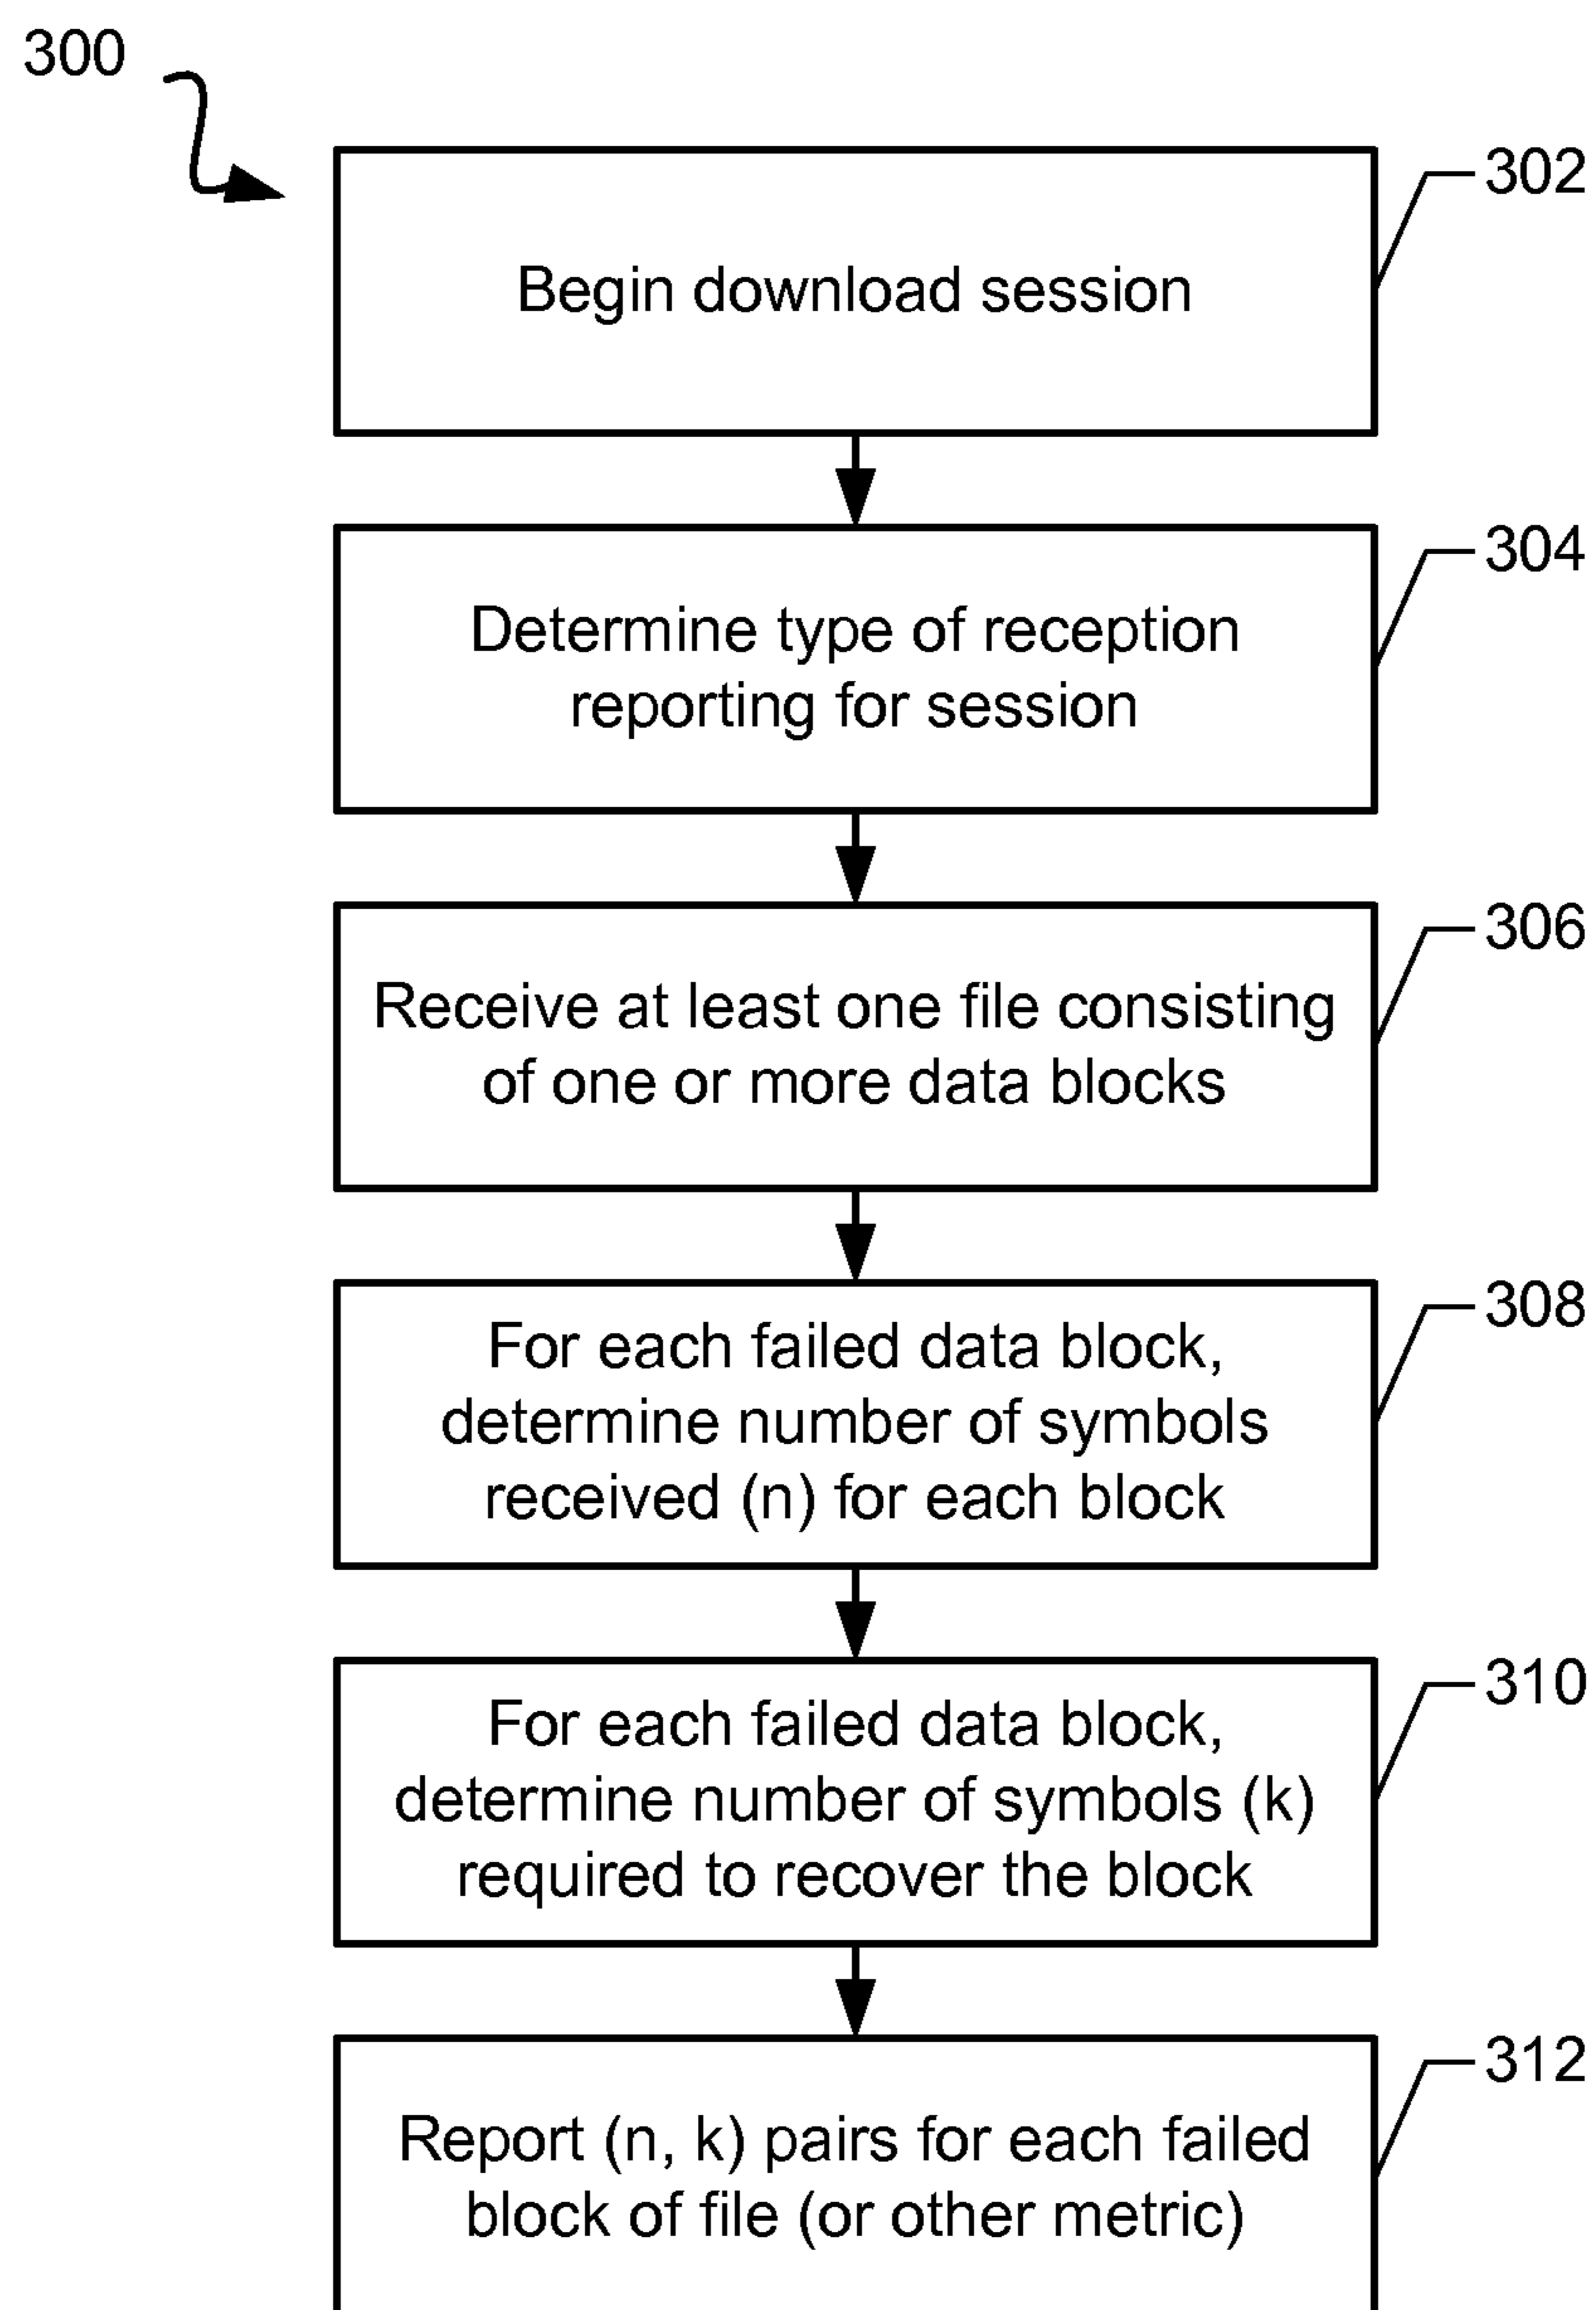 300
302
Begin download session
304
Determine type of reception
reporting for session
306
Receive at least one file consisting
of one or more data blocks
308
For each failed data block,
determine number of symbols
received (n) for each block
310
For each failed data block,
determine number of symbols (k)
required to recover the block
312
Report (n, k) pairs for each failed
block of file (or other metric)